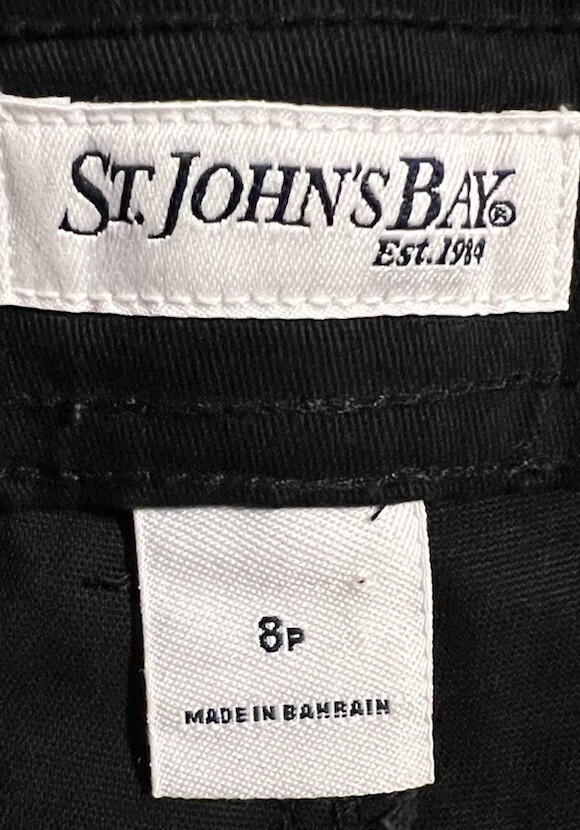 ST. JOHN'S BAY®
Est. 1984
8P
MADE IN BAHRAIN